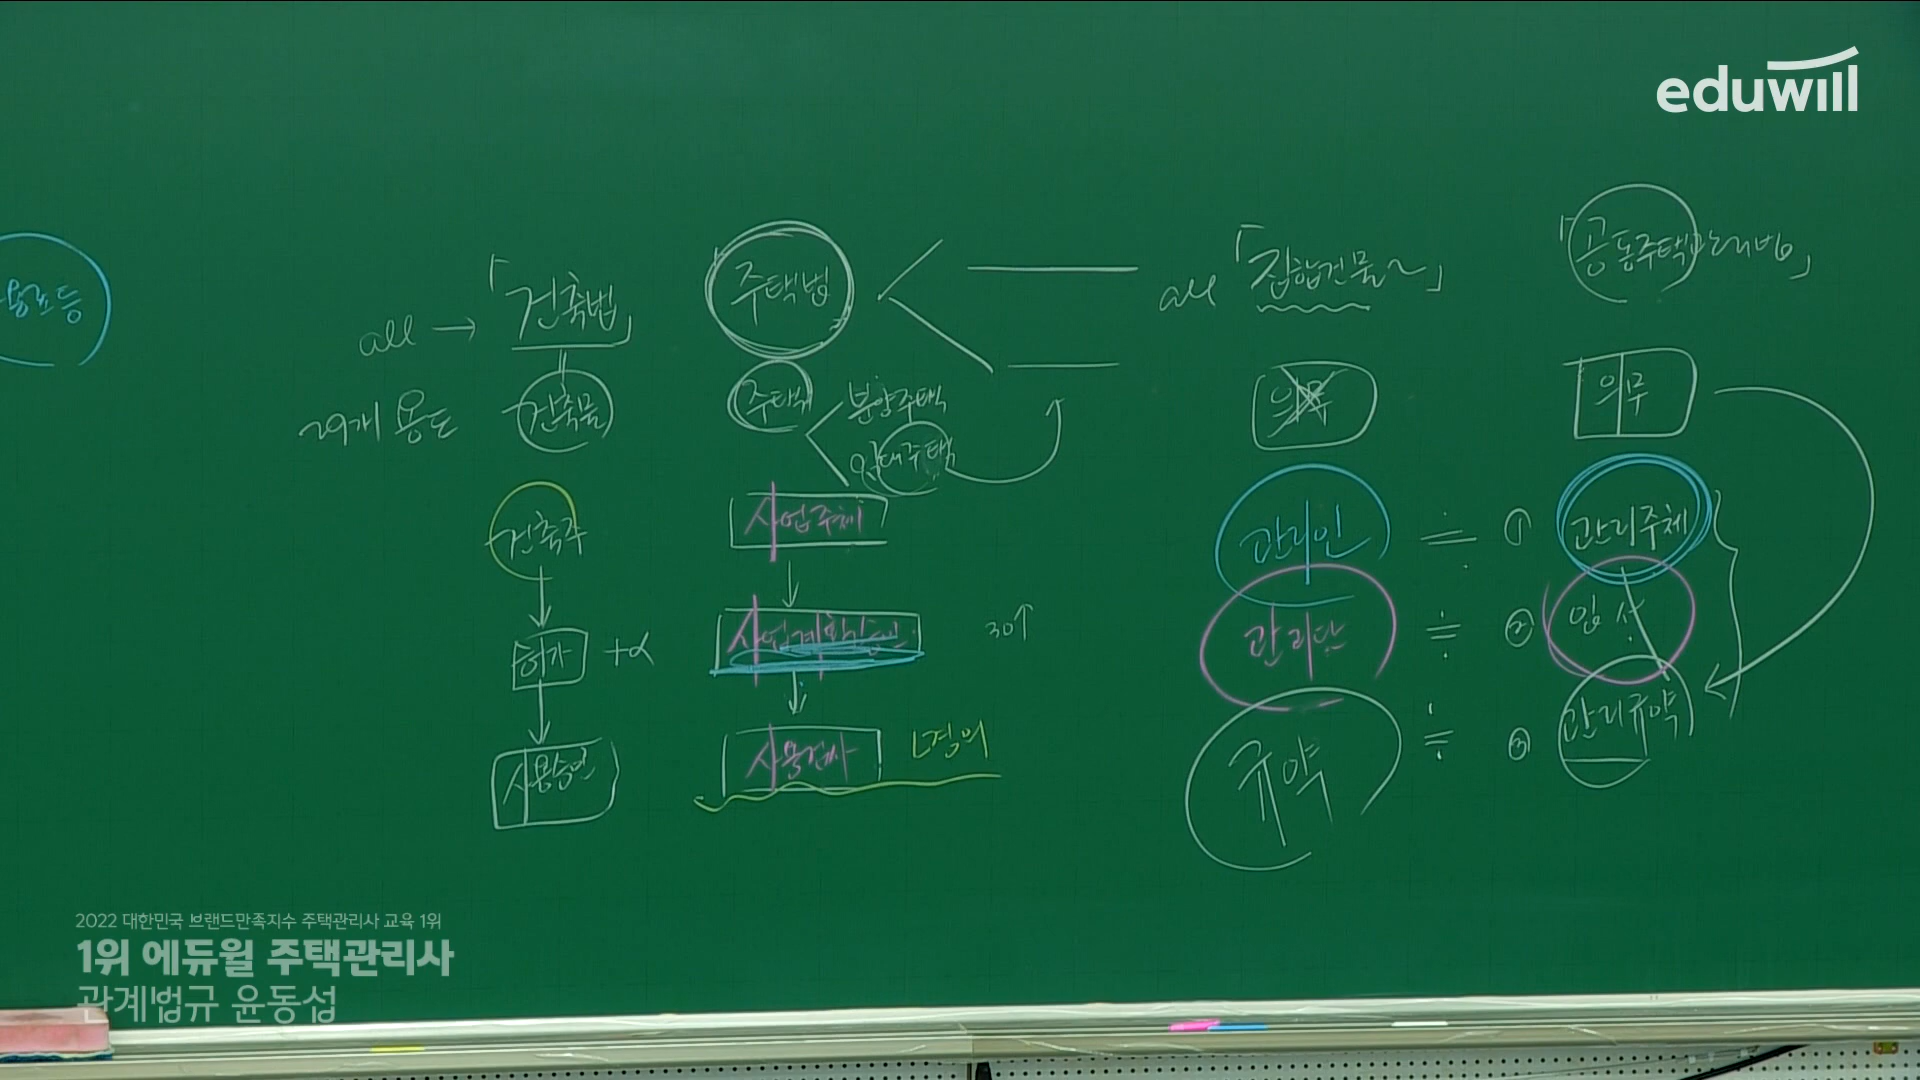 eduwill
용도 등
all → 「건축법」
29개 용도
건축물
건축주
허가 +α
사용승인
주택법
주택
분양주택
임대주택
사업주체
사업계획승인
30↑
사용검사
all 「집합건물~」
의무
관리인 ≒
관리단 ≒
규약 ≒
「공동주택관리법」
의무
① 관리주체
② 입
③ 관리규약
2022 대한민국 브랜드만족지수 주택관리사 교육 1위
1위 에듀윌 주택관리사
관계법규 윤동섭